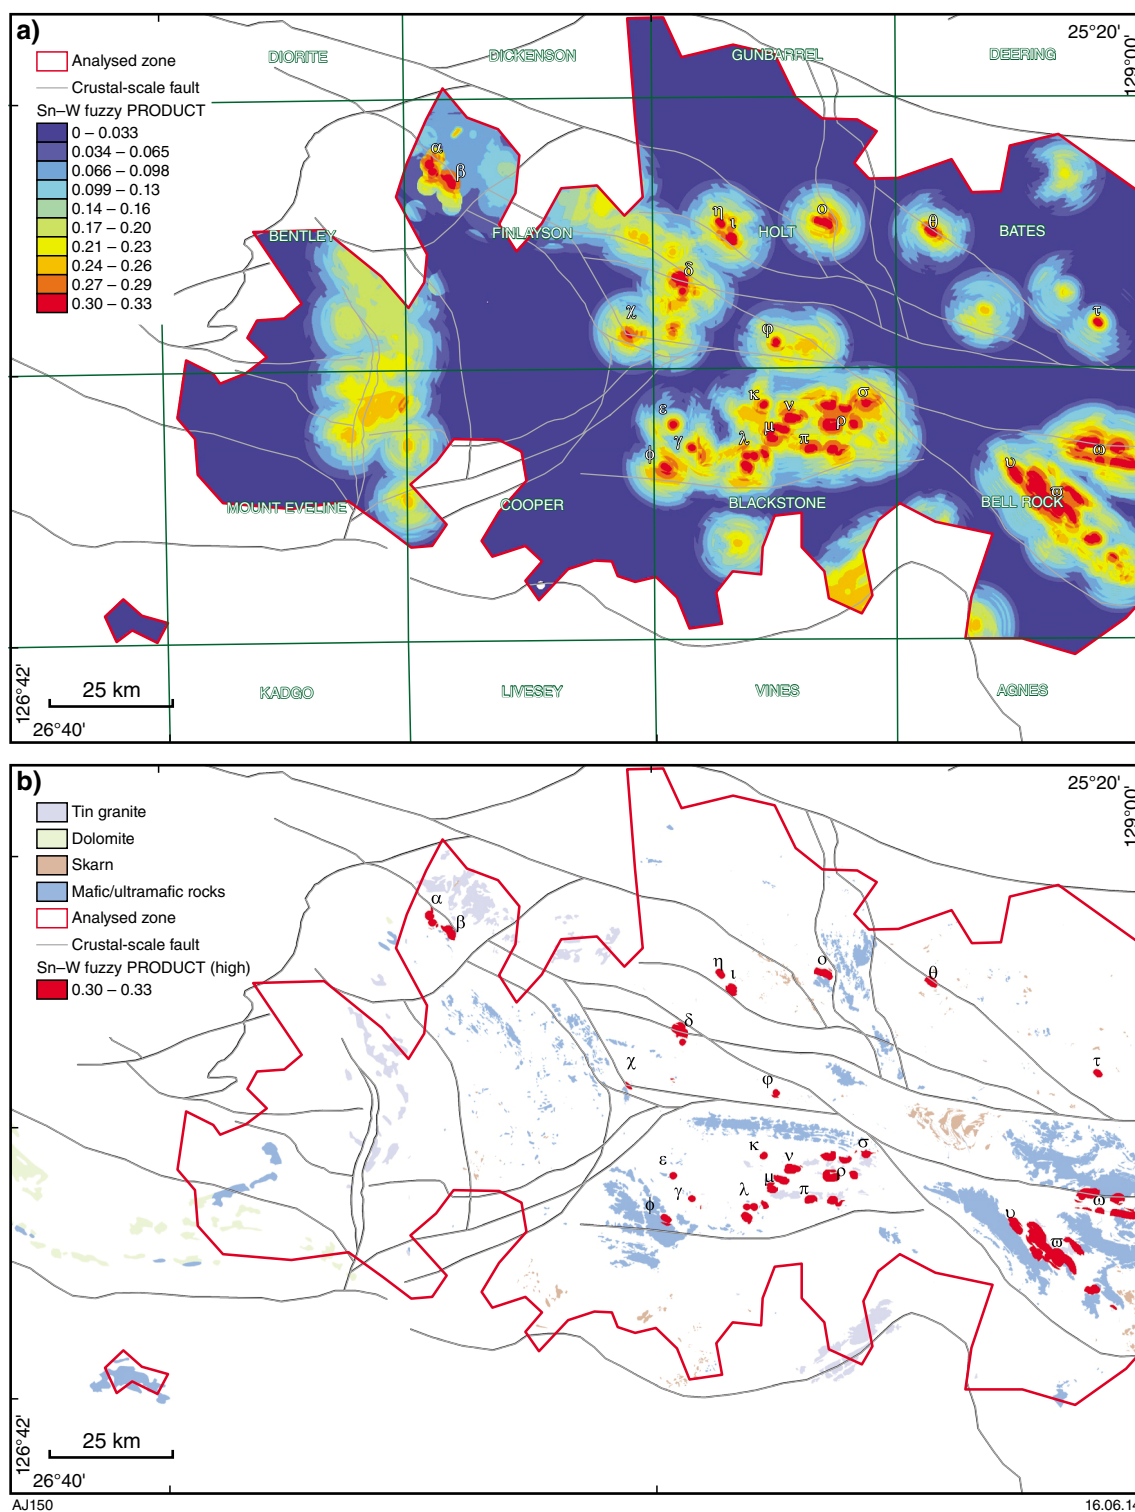 a)
25°20'
129°00'
DIORITE
DICKENSON
GUNBARREL
DEERING
Analysed zone
Crustal-scale fault
Sn–W fuzzy PRODUCT
0 – 0.033
0.034 – 0.065
0.066 – 0.098
0.099 – 0.13
0.14 – 0.16
0.17 – 0.20
0.21 – 0.23
0.24 – 0.26
0.27 – 0.29
0.30 – 0.33
α
β
η
ι
ο
θ
BENTLEY
FINLAYSON
HOLT
BATES
δ
χ
φ
τ
κ
ν
σ
ε
μ
ρ
γ
λ
π
ϕ
υ
ϖ
ω
MOUNT EVELINE
COOPER
BLACKSTONE
BELL ROCK
KADGO
LIVESEY
VINES
AGNES
126°42'
25 km
26°40'
b)
25°20'
129°00'
Tin granite
Dolomite
Skarn
Mafic/ultramafic rocks
Analysed zone
Crustal-scale fault
Sn–W fuzzy PRODUCT (high)
0.30 – 0.33
α
β
η
ι
ο
θ
δ
χ
φ
τ
κ
ν
σ
ε
μ
ρ
γ
λ
π
ϕ
υ
ϖ
ω
126°42'
25 km
26°40'
AJ150
16.06.14